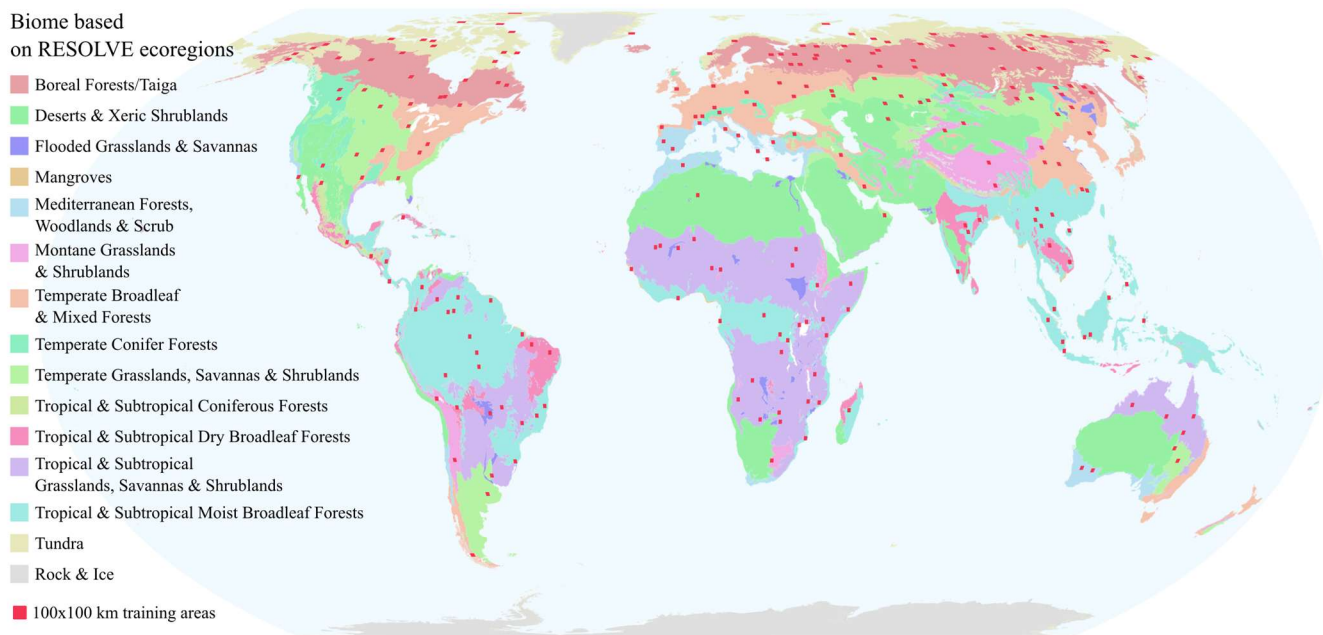 Biome based
on RESOLVE ecoregions
Boreal Forests/Taiga
Deserts & Xeric Shrublands
Flooded Grasslands & Savannas
Mangroves
Mediterranean Forests,
Woodlands & Scrub
Montane Grasslands
& Shrublands
Temperate Broadleaf
& Mixed Forests
Temperate Conifer Forests
Temperate Grasslands, Savannas & Shrublands
Tropical & Subtropical Coniferous Forests
Tropical & Subtropical Dry Broadleaf Forests
Tropical & Subtropical
Grasslands, Savannas & Shrublands
Tropical & Subtropical Moist Broadleaf Forests
Tundra
Rock & Ice
100x100 km training areas